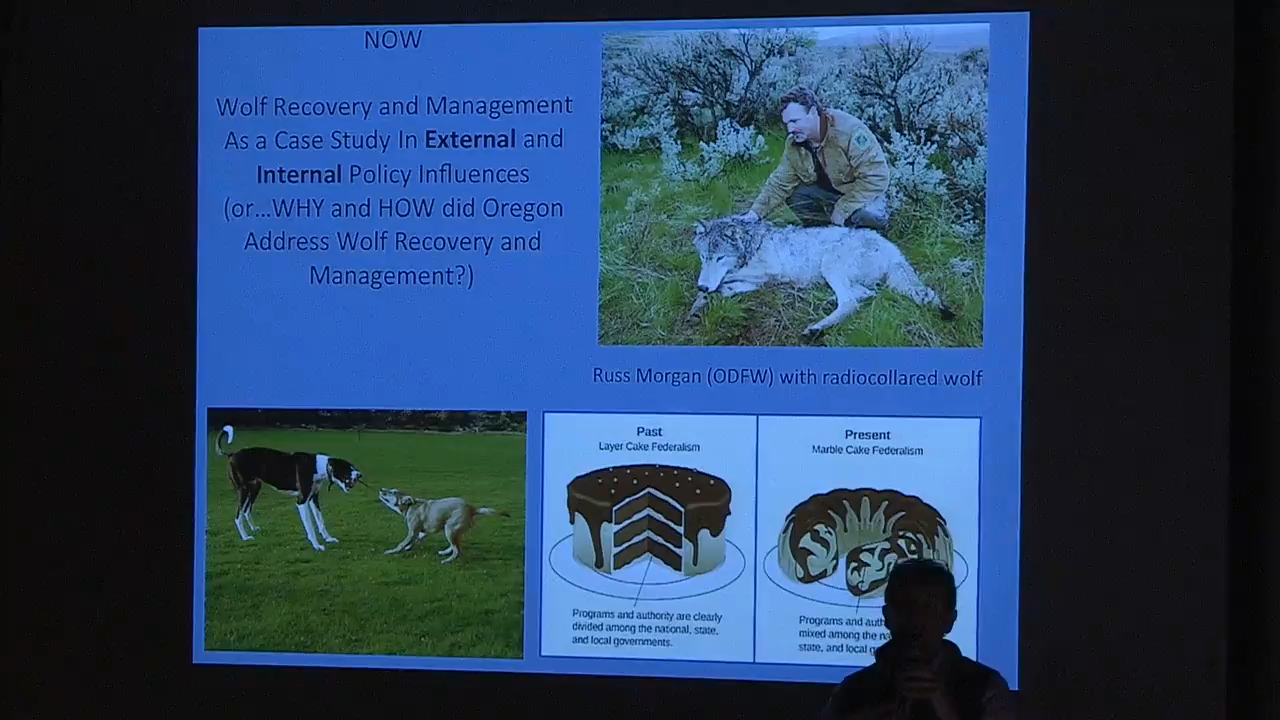 NOW
Wolf Recovery and Management
As a Case Study In External and
Internal Policy Influences
(or...WHY and HOW did Oregon
Address Wolf Recovery and
Management?)
Russ Morgan (ODFW) with radiocollared wolf
Past
Layer Cake Federalism
Programs and authority are clearly
divided among the national, state,
and local governments.
Present
Marble Cake Federalism
Programs and
mixed among the
state, and local